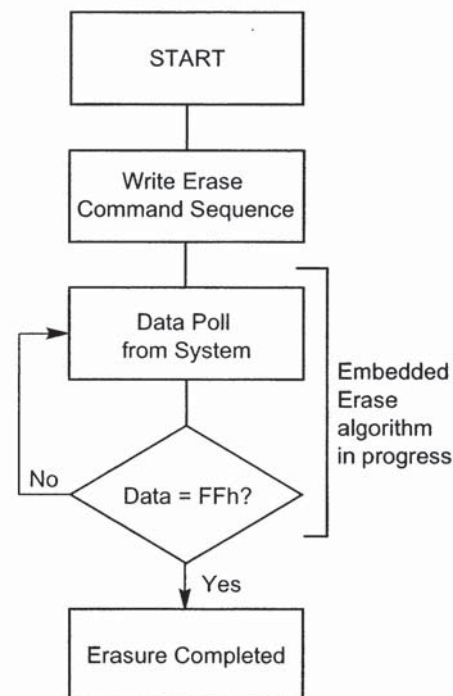 START
Write Erase
Command Sequence
Data Poll
from System
Embedded
Erase
algorithm
in progress
No
Data = FFh?
Yes
Erasure Completed